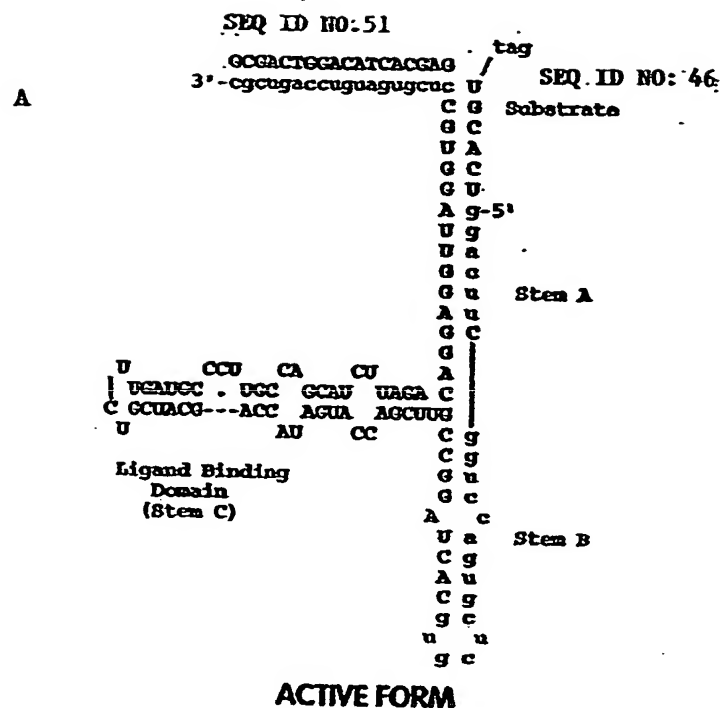 SEQ ID NO:51
GCGACTGGACATCACGAG
tag
3'-cgcugaccuguagugcuc U
SEQ ID NO: 46
A
C G Substrate
G C
U A
G C
G U
A g-5'
U g
U a
G c
G u Stem A
A u
G C
G
U CCU CA CU A
UGAUGC . UGC GCAU UAGA C
C GCUACG---ACC AGUA AGCUUG
U AU CC C g
C g
G u
Ligand Binding
Domain
(Stem C)
G c
A c
U a Stem B
C g
A u
C g
g c
u u
g c
ACTIVE FORM